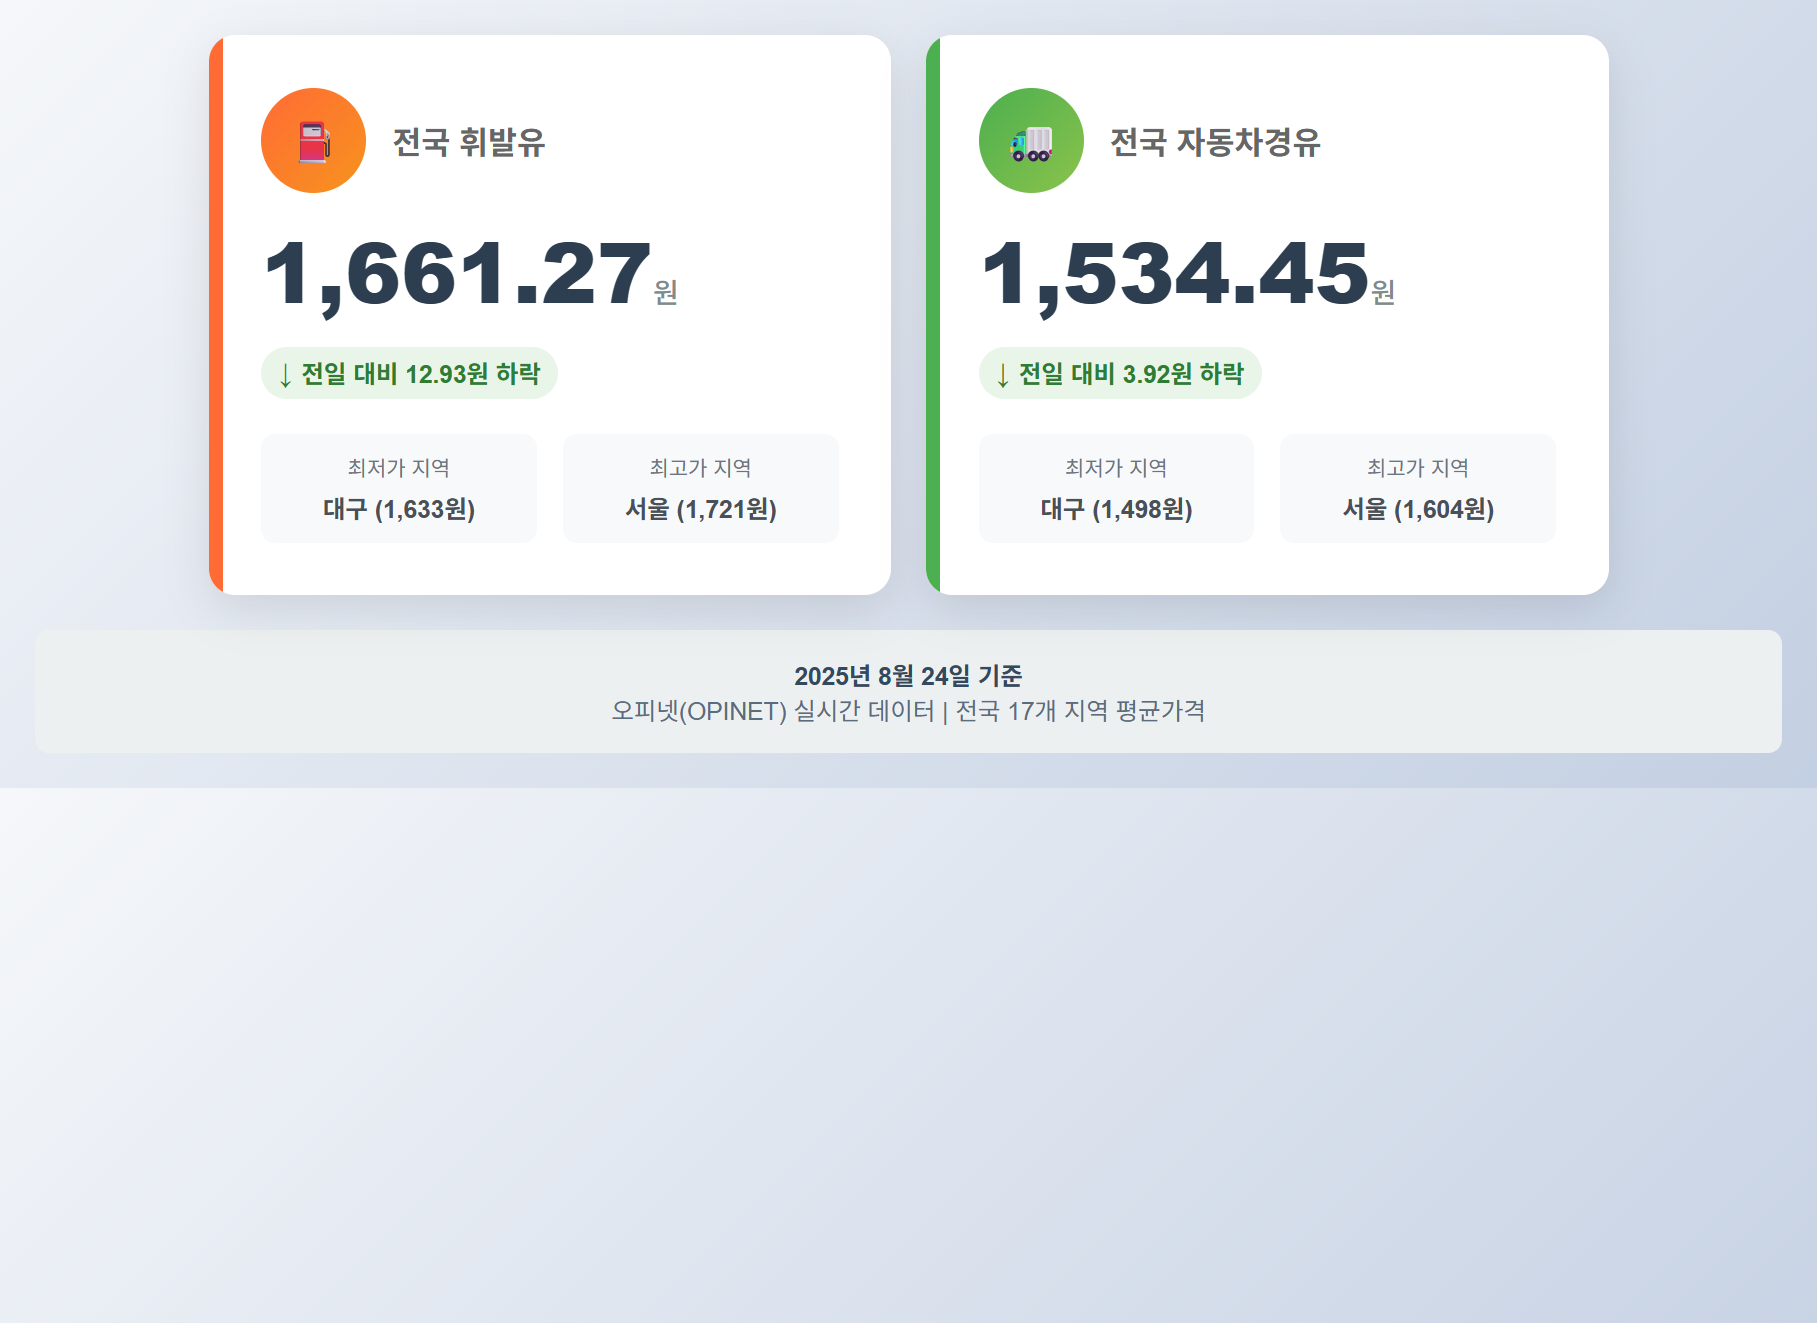 전국 휘발유
1,661.27원
↓ 전일 대비 12.93원 하락
최저가 지역
대구 (1,633원)
최고가 지역
서울 (1,721원)
전국 자동차경유
1,534.45원
↓ 전일 대비 3.92원 하락
최저가 지역
대구 (1,498원)
최고가 지역
서울 (1,604원)
2025년 8월 24일 기준
오피넷(OPINET) 실시간 데이터 | 전국 17개 지역 평균가격